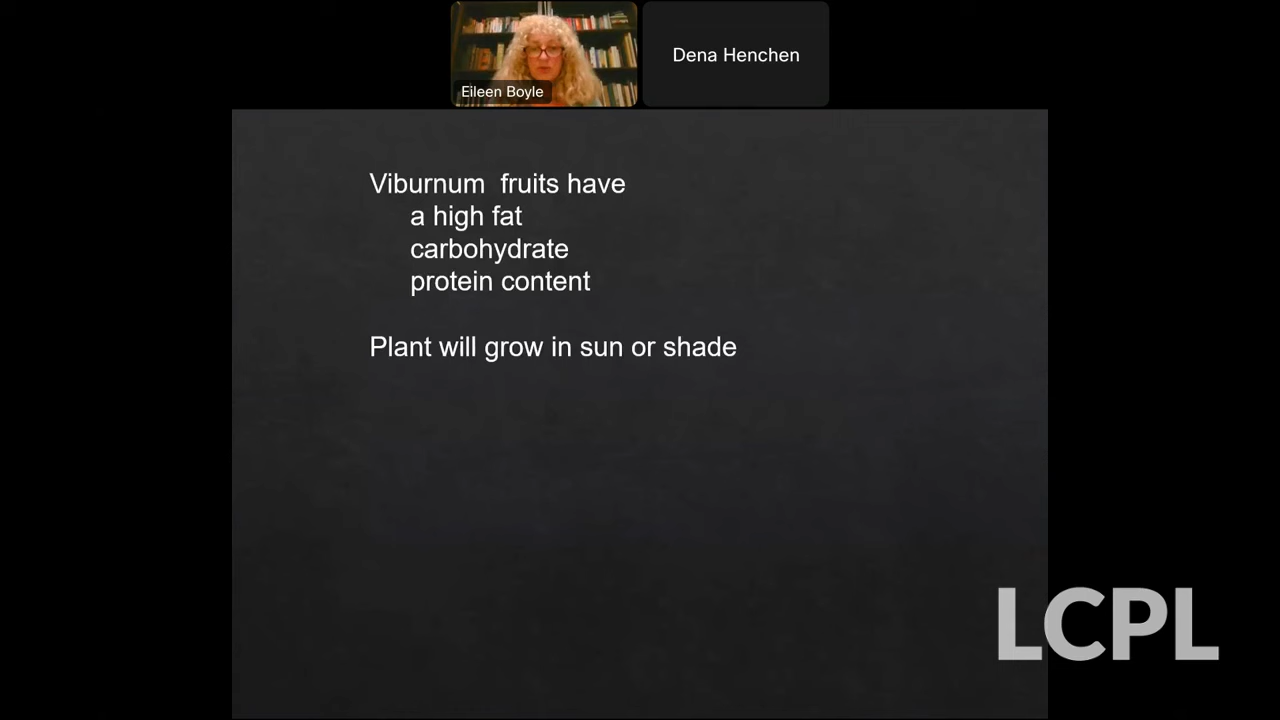 Dena Henchen
Eileen Boyle
Viburnum  fruits have
a high fat
carbohydrate
protein content
Plant will grow in sun or shade
LCPL